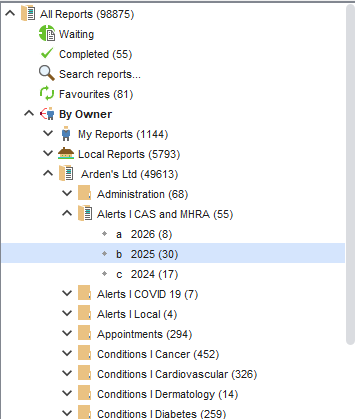 All Reports (98875)
Waiting
Completed (55)
Search reports...
Favourites (81)
By Owner
My Reports (1144)
Local Reports (5793)
Arden's Ltd (49613)
Administration (68)
Alerts I CAS and MHRA (55)
a 2026 (8)
b 2025 (30)
c 2024 (17)
Alerts I COVID 19 (7)
Alerts I Local (4)
Appointments (294)
Conditions I Cancer (452)
Conditions I Cardiovascular (326)
Conditions I Dermatology (14)
Conditions I Diabetes (259)